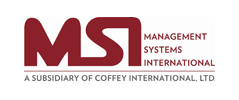 MSI MANAGEMENT
SYSTEMS
INTERNATIONAL
A SUBSIDIARY OF COFFEY INTERNATIONAL, LTD